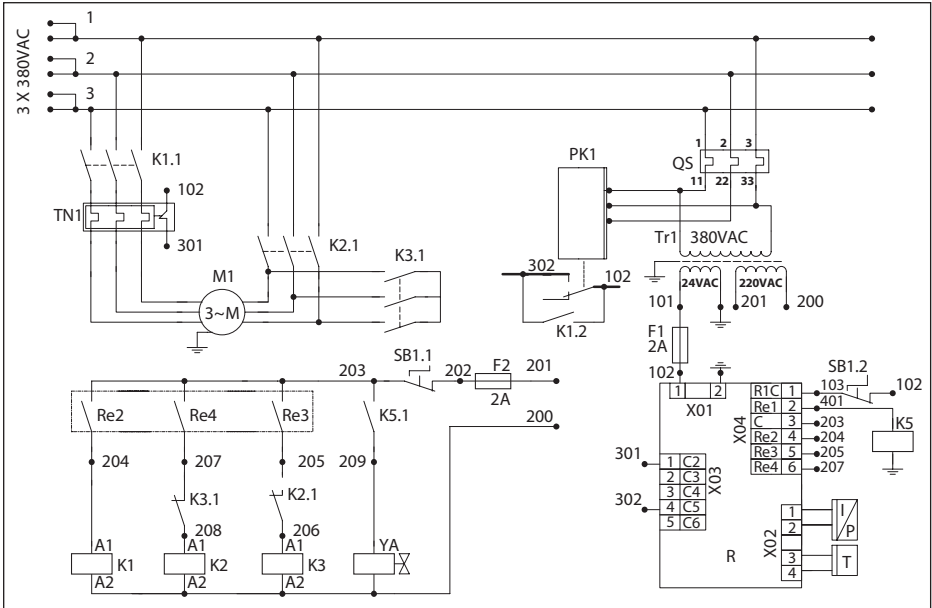 3 X 380VAC
1
2
3
K1.1
TN1
102
301
M1
3~M
K2.1
K3.1
PK1
302
102
K1.2
1 2 3
QS
11 22 33
Tr1 380VAC
24VAC 220VAC
101 201 200
F1
2A
102
203
SB1.1
202
F2
201
2A
200
Re2
Re4
Re3
K5.1
204
207
205
209
K3.1
K2.1
208
206
A1
K1
A2
A1
K2
A2
A1
K3
A2
YA
1 2
X01
R1C 1
Re1 2
C 3
Re2 4
Re3 5
Re4 6
X04
103
SB1.2
102
401
203
204
205
207
K5
301
302
1 C2
2 C3
3 C4
4 C5
5 C6
X03
R
X02
1
2
3
4
I
P
T